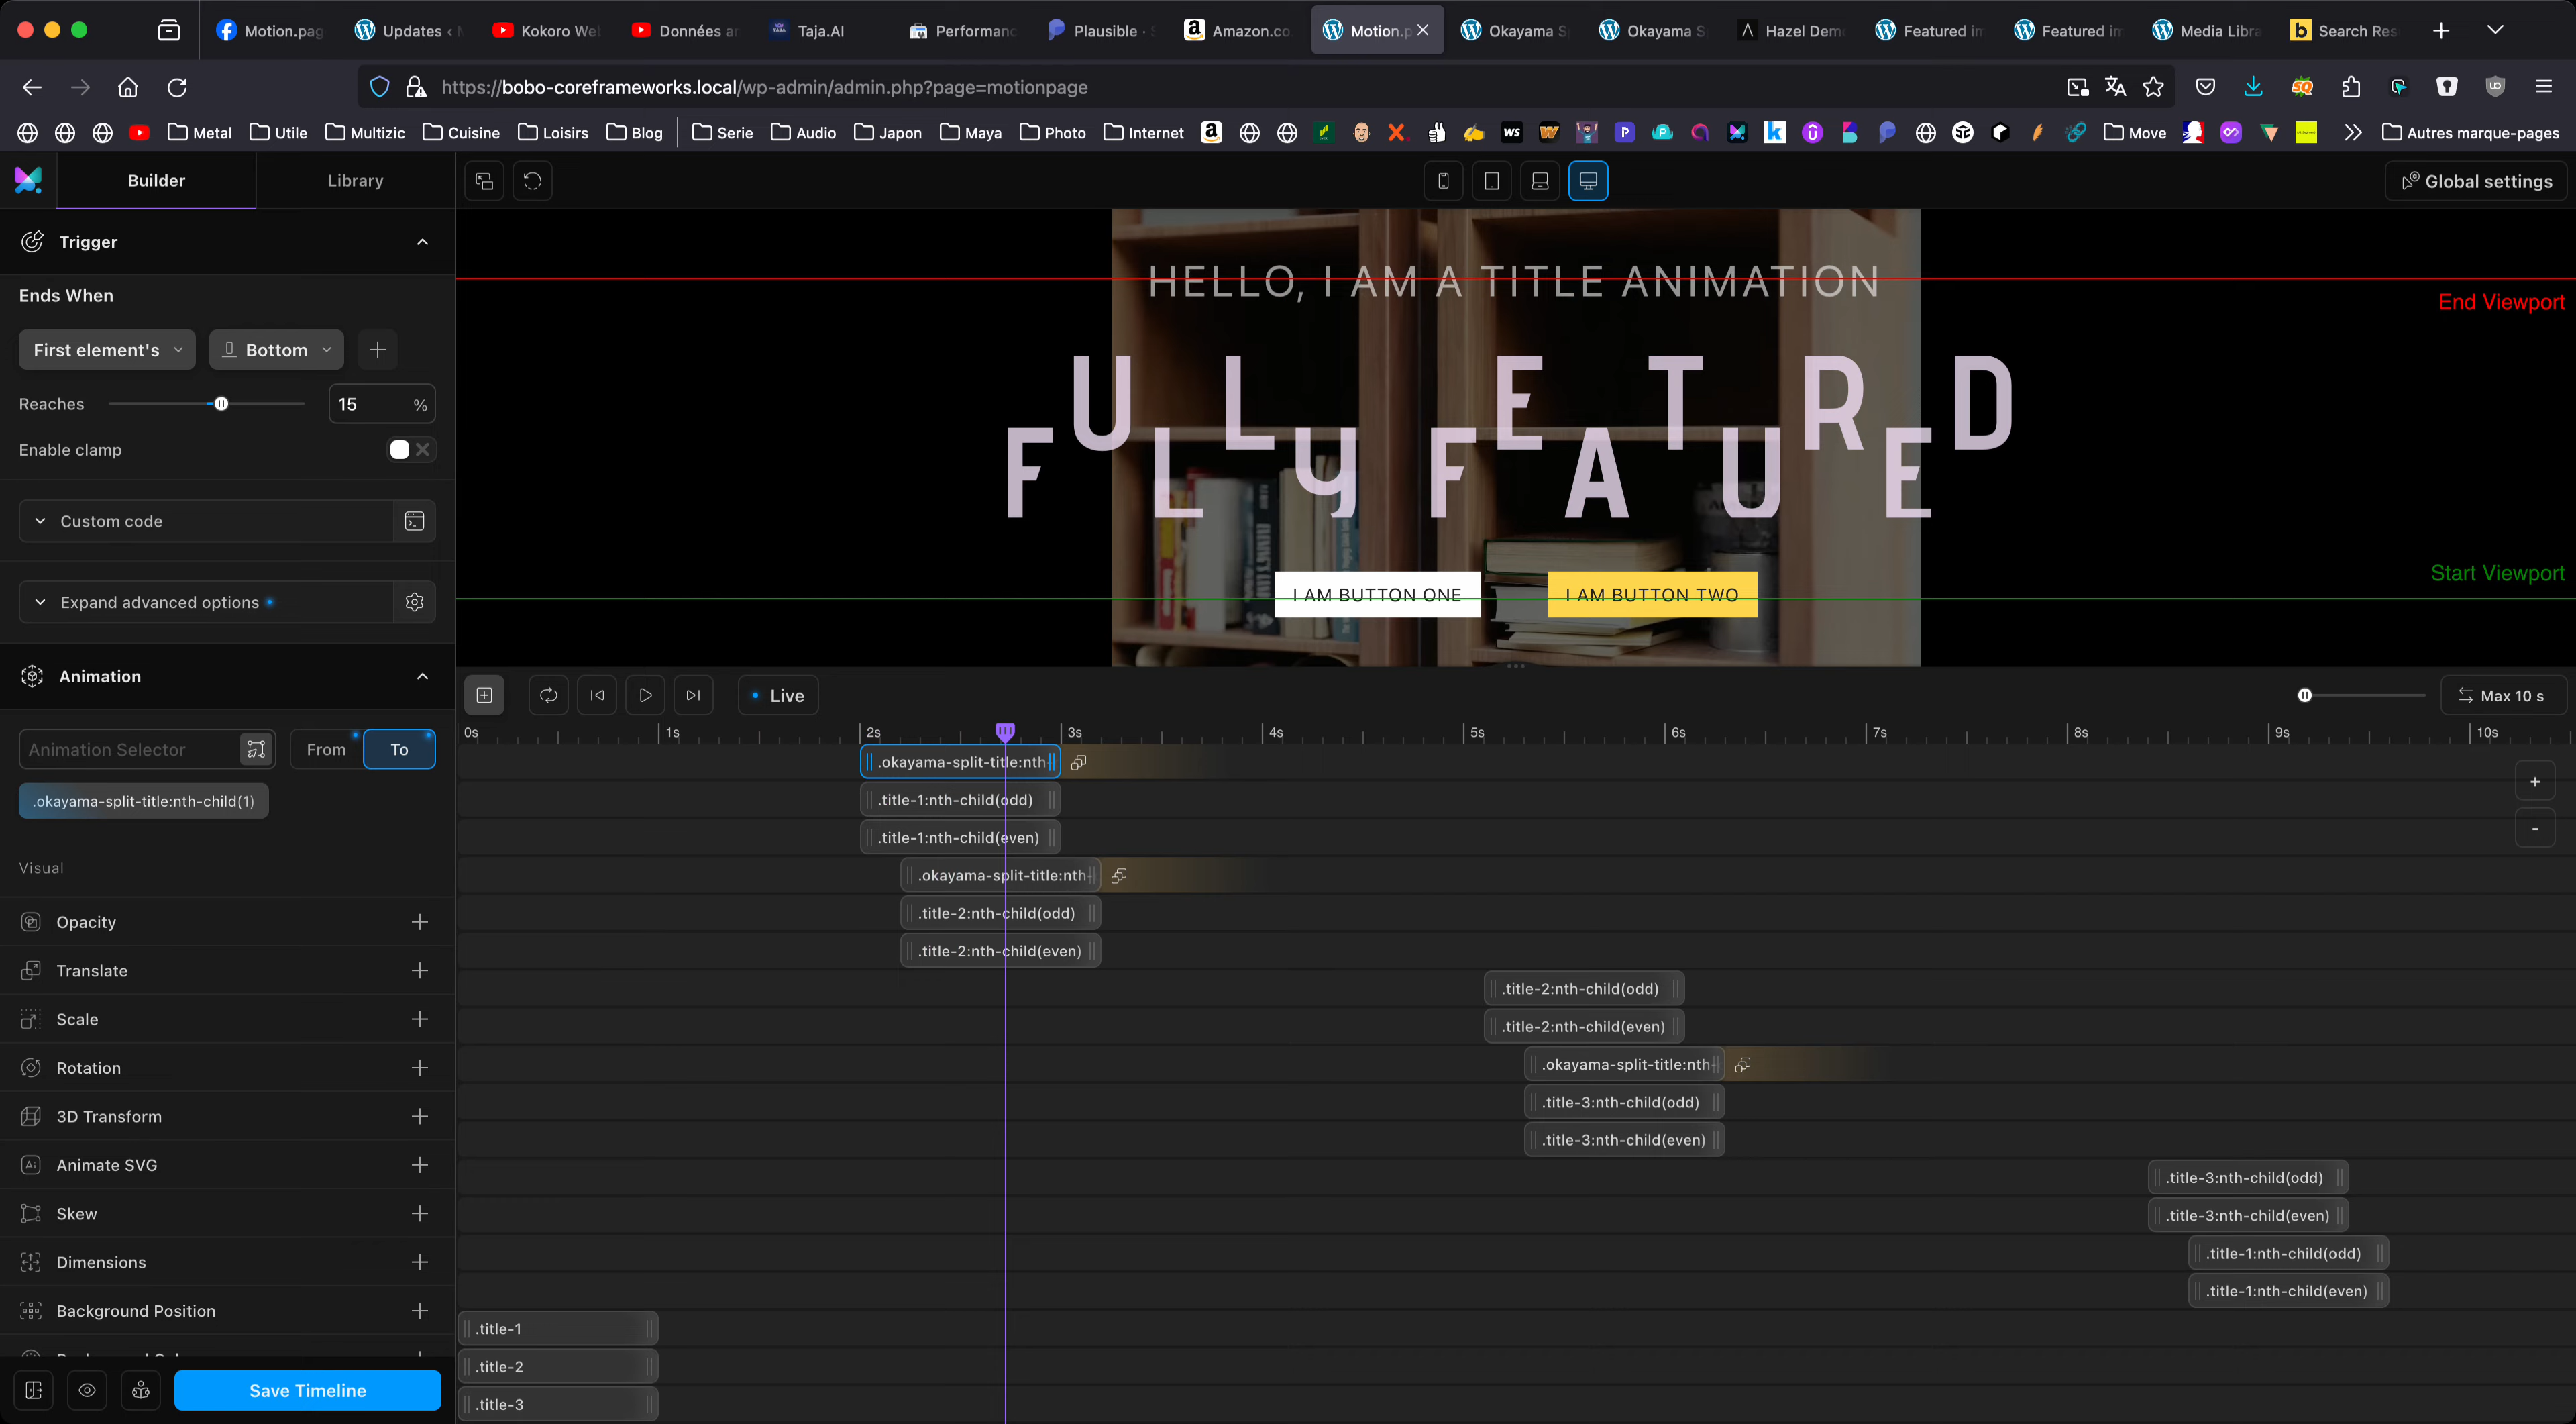 Motion.pag
Updates ‹
Kokoro We
Données a
Taja.AI
Performan
Plausible ·
Amazon.co
Motion.p
Okayama S
Okayama S
Hazel Dem
Featured i
Featured i
Media Libr
Search Res
https://bobo-coreframeworks.local/wp-admin/admin.php?page=motionpage
Metal
Utile
Multizic
Cuisine
Loisirs
Blog
Serie
Audio
Japon
Maya
Photo
Internet
Move
Autres marque-pages
Builder
Library
Global settings
Trigger
Ends When
First element's
Bottom
Reaches
15 %
Enable clamp
Custom code
Expand advanced options
Animation
Animation Selector
From
To
.okayama-split-title:nth-child(1)
Visual
Opacity
Translate
Scale
Rotation
3D Transform
Animate SVG
Skew
Dimensions
Background Position
Save Timeline
HELLO, I AM A TITLE ANIMATION
End Viewport
FULLY FEATURED
Start Viewport
I AM BUTTON ONE
I AM BUTTON TWO
Live
Max 10 s
0s 1s 2s 3s 4s 5s 6s 7s 8s 9s 10s
.okayama-split-title:nth-
.title-1:nth-child(odd)
.title-1:nth-child(even)
.okayama-split-title:nth-
.title-2:nth-child(odd)
.title-2:nth-child(even)
.title-2:nth-child(odd)
.title-2:nth-child(even)
.okayama-split-title:nth-
.title-3:nth-child(odd)
.title-3:nth-child(even)
.title-3:nth-child(odd)
.title-3:nth-child(even)
.title-1:nth-child(odd)
.title-1:nth-child(even)
.title-1
.title-2
.title-3